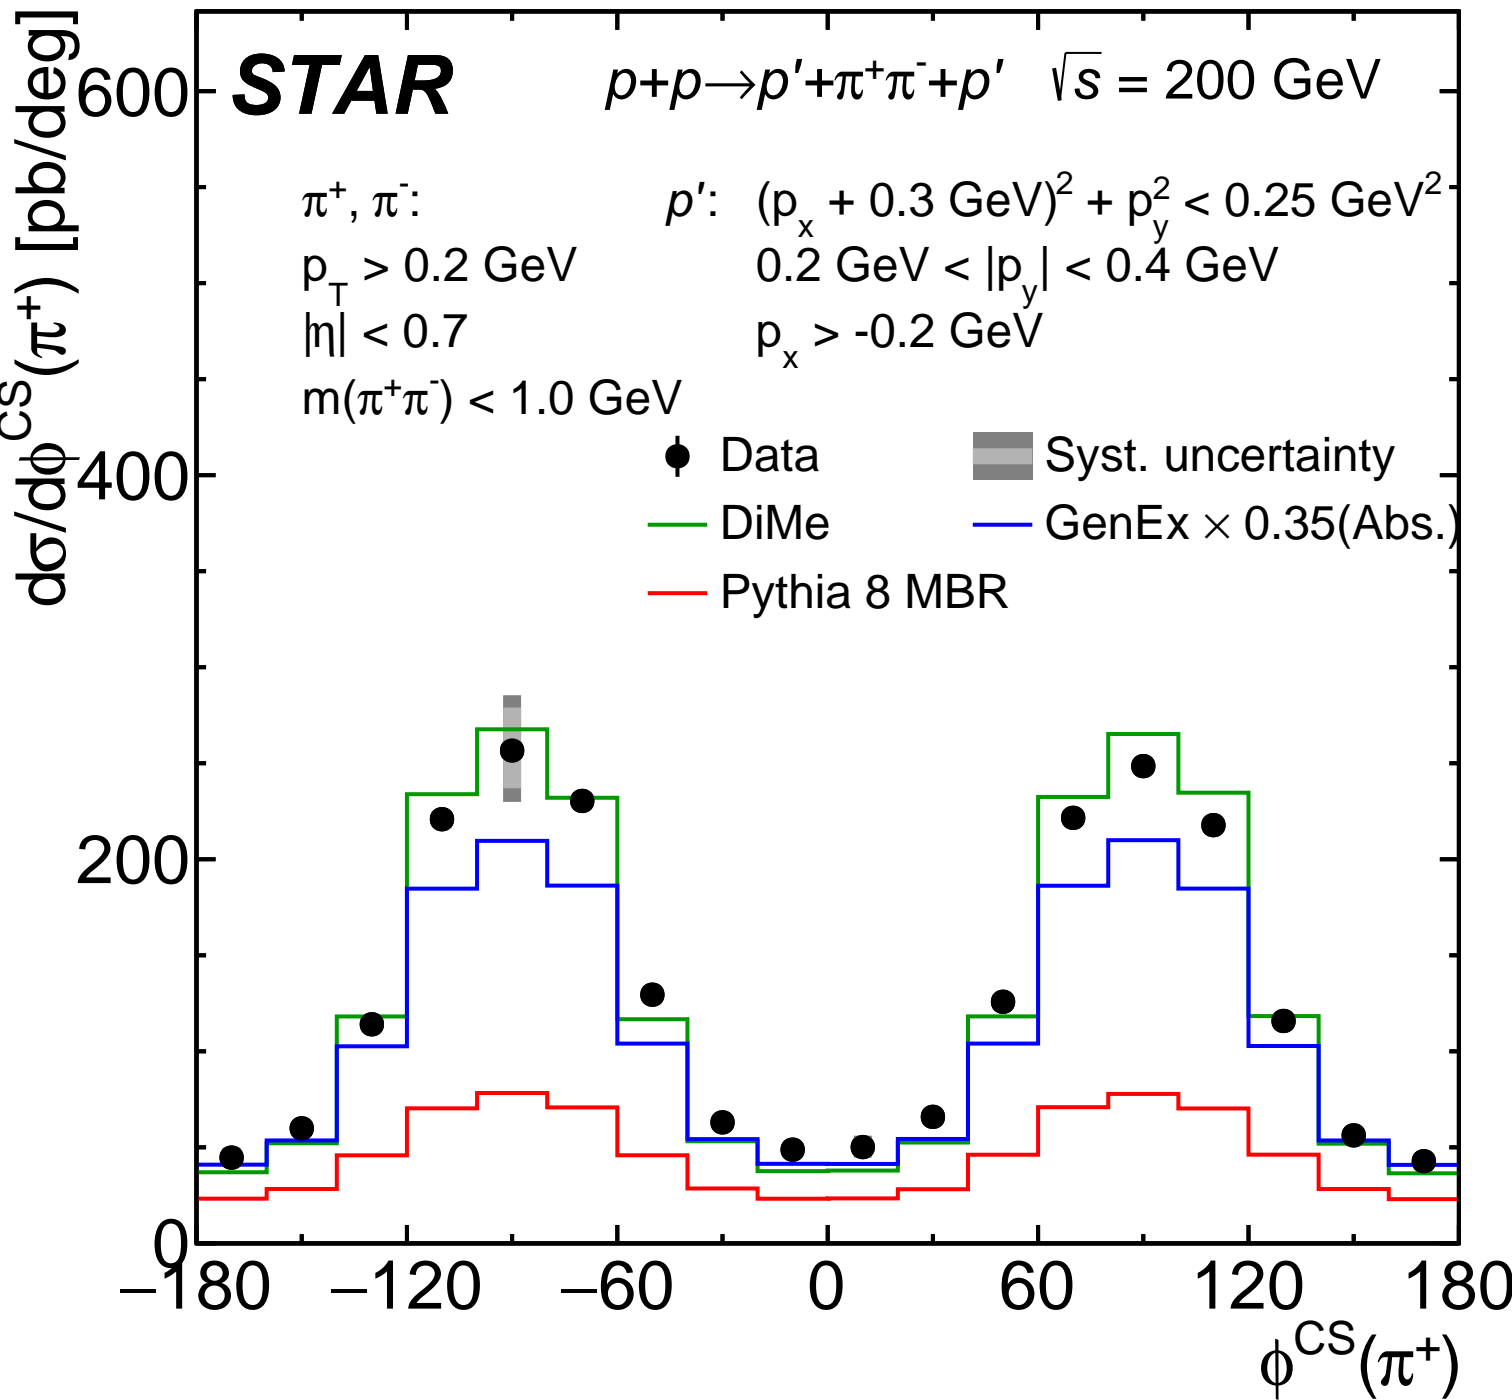 STAR p+p→p′+π⁺π⁻+p′ √s = 200 GeV
π⁺, π⁻: p′: (pₓ + 0.3 GeV)² + p_y² < 0.25 GeV²
p_T > 0.2 GeV 0.2 GeV < |p_y| < 0.4 GeV
|η| < 0.7 pₓ > -0.2 GeV
m(π⁺π⁻) < 1.0 GeV
Data Syst. uncertainty
DiMe GenEx × 0.35(Abs.)
Pythia 8 MBR
dσ/dϕ^CS(π⁺) [pb/deg]
600
400
200
0
−180 −120 −60 0 60 120 180
ϕ^CS(π⁺)